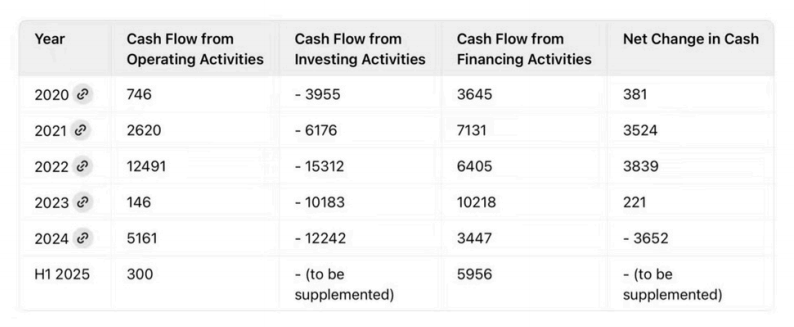 Year Cash Flow from Operating Activities Cash Flow from Investing Activities Cash Flow from Financing Activities Net Change in Cash
2020 746 - 3955 3645 381
2021 2620 - 6176 7131 3524
2022 12491 - 15312 6405 3839
2023 146 - 10183 10218 221
2024 5161 - 12242 3447 - 3652
H1 2025 300 - (to be supplemented) 5956 - (to be supplemented)